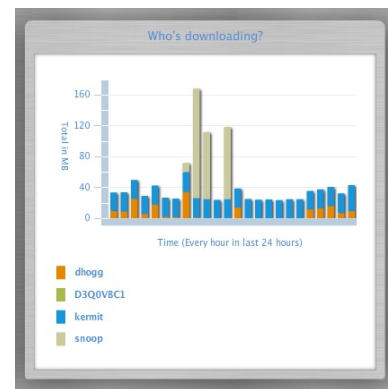 Who's downloading?
160
120
80
40
0
Total in MB
Time (Every hour in last 24 hours)
dhogg
D3Q0VBC1
kermit
snoop